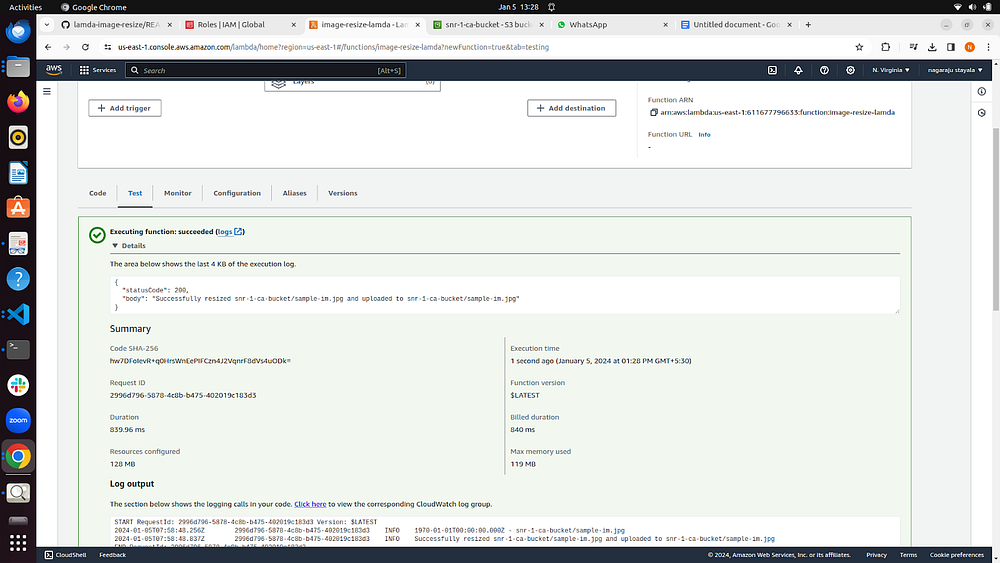 Activities
Google Chrome
Jan 5 13:28
lamda-image-resize/REA
Roles | IAM | Global
image-resize-lamda - Lam
snr-1-ca-bucket - S3 buck
WhatsApp
Untitled document - Goo
us-east-1.console.aws.amazon.com/lambda/home?region=us-east-1#/functions/image-resize-lamda?newFunction=true&tab=testing
N
aws
Services
Search
[Alt+S]
N. Virginia
nagaraju stayala
Layers
(0)
Add trigger
Add destination
Function ARN
arn:aws:lambda:us-east-1:611677796633:function:image-resize-lamda
Function URL Info
-
Code
Test
Monitor
Configuration
Aliases
Versions
Executing function: succeeded (logs)
Details
The area below shows the last 4 KB of the execution log.
{
"statusCode": 200,
"body": "Successfully resized snr-1-ca-bucket/sample-im.jpg and uploaded to snr-1-ca-bucket/sample-im.jpg"
}
Summary
Code SHA-256
Execution time
1 second ago (January 5, 2024 at 01:28 PM GMT+5:30)
Request ID
2996d796-5878-4c8b-b475-402019c183d3
Function version
$LATEST
Duration
839.96 ms
Billed duration
840 ms
Resources configured
128 MB
Max memory used
119 MB
Log output
The section below shows the logging calls in your code. Click here to view the corresponding CloudWatch log group.
START RequestId: 2996d796-5878-4c8b-b475-402019c183d3 Version: $LATEST
2024-01-05T07:58:48.256Z 2996d796-5878-4c8b-b475-402019c183d3 INFO 1970-01-01T00:00:00.000Z - snr-1-ca-bucket/sample-im.jpg
2024-01-05T07:58:48.837Z 2996d796-5878-4c8b-b475-402019c183d3 INFO Successfully resized snr-1-ca-bucket/sample-im.jpg and uploaded to snr-1-ca-bucket/sample-im.jpg
zoom
CloudShell
Feedback
© 2024, Amazon Web Services, Inc. or its affiliates.
Privacy
Terms
Cookie preferences